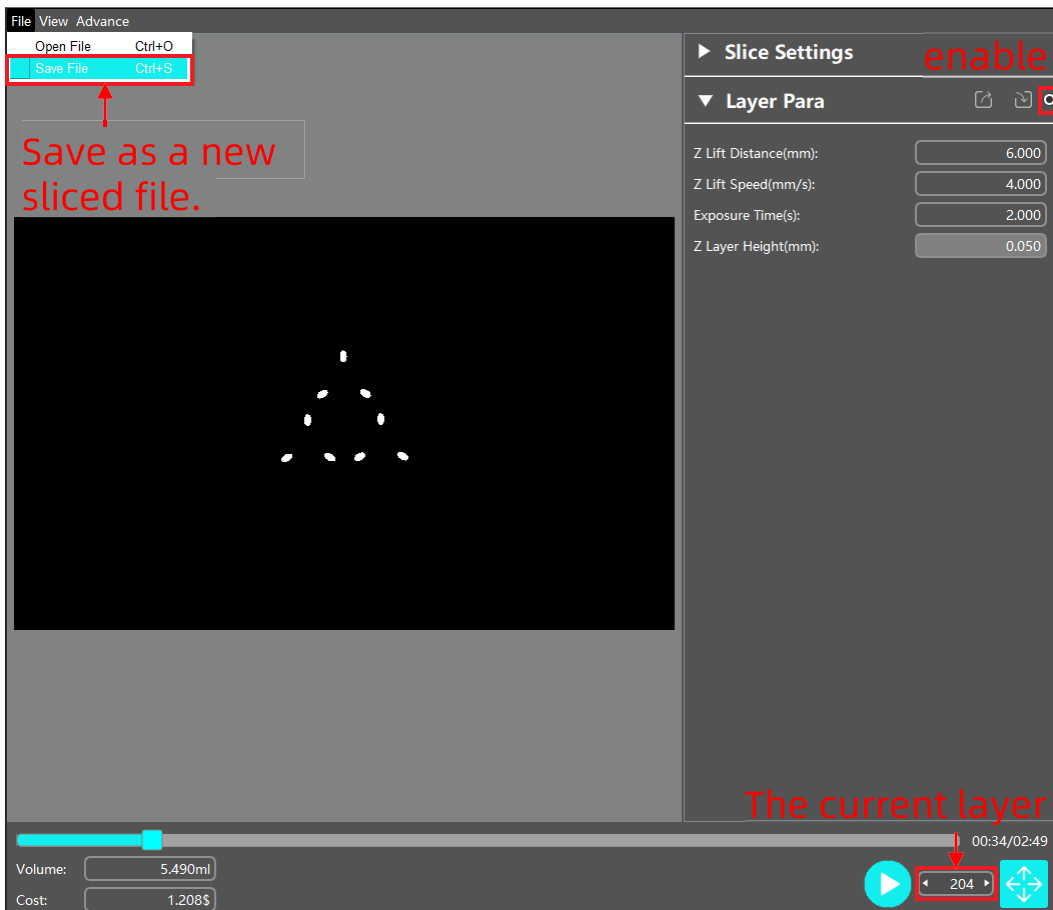 File View Advance
Open File Ctrl+O
Save File Ctrl+S
Save as a new
sliced file.
Slice Settings
enable
Layer Para
Z Lift Distance(mm): 6.000
Z Lift Speed(mm/s): 4.000
Exposure Time(s): 2.000
Z Layer Height(mm): 0.050
The current layer
00:34/02:49
Volume: 5.490ml
204
Cost: 1.208$